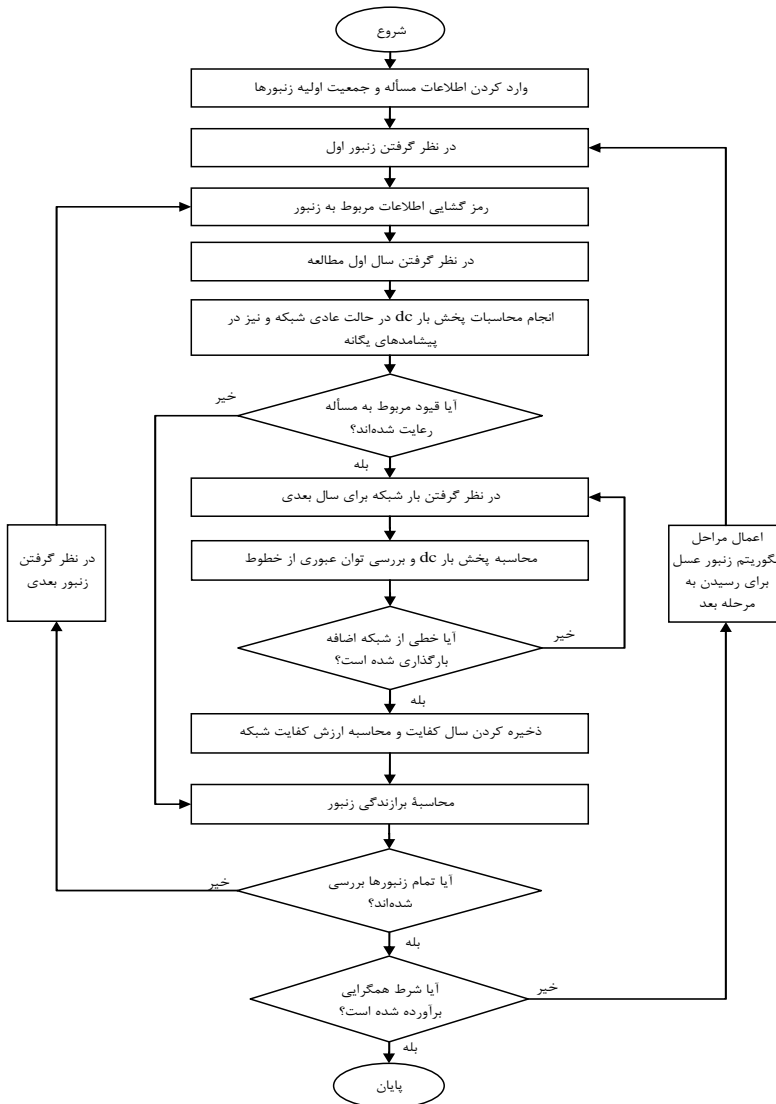 شروع
وارد کردن اطلاعات مسأله و جمعیت اولیه زنبورها
در نظر گرفتن زنبور اول
رمز گشایی اطلاعات مربوط به زنبور
در نظر گرفتن سال اول مطالعه
انجام محاسبات پخش بار dc در حالت عادی شبکه و نیز در
پیشامدهای یگانه
آیا قیود مربوط به مسأله
رعایت شده‌اند؟
خیر
بله
در نظر گرفتن بار شبکه برای سال بعدی
محاسبه پخش بار dc و بررسی توان عبوری از خطوط
آیا خطی از شبکه اضافه
بارگذاری شده است؟
خیر
بله
ذخیره کردن سال کفایت و محاسبه ارزش کفایت شبکه
محاسبۀ برازندگی زنبور
آیا تمام زنبورها بررسی
شده‌اند؟
خیر
بله
در نظر گرفتن
زنبور بعدی
آیا شرط همگرایی
برآورده شده است؟
خیر
بله
اعمال مراحل
لگوریتم زنبور عسل
برای رسیدن به
مرحله بعد
پایان